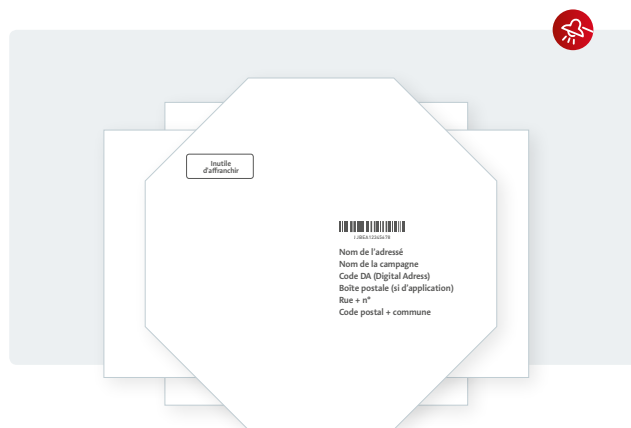 Inutile
d'affranchir
IJBEA12345678
Nom de l'adressé
Nom de la campagne
Code DA (Digital Adress)
Boîte postale (si d'application)
Rue + n°
Code postal + commune